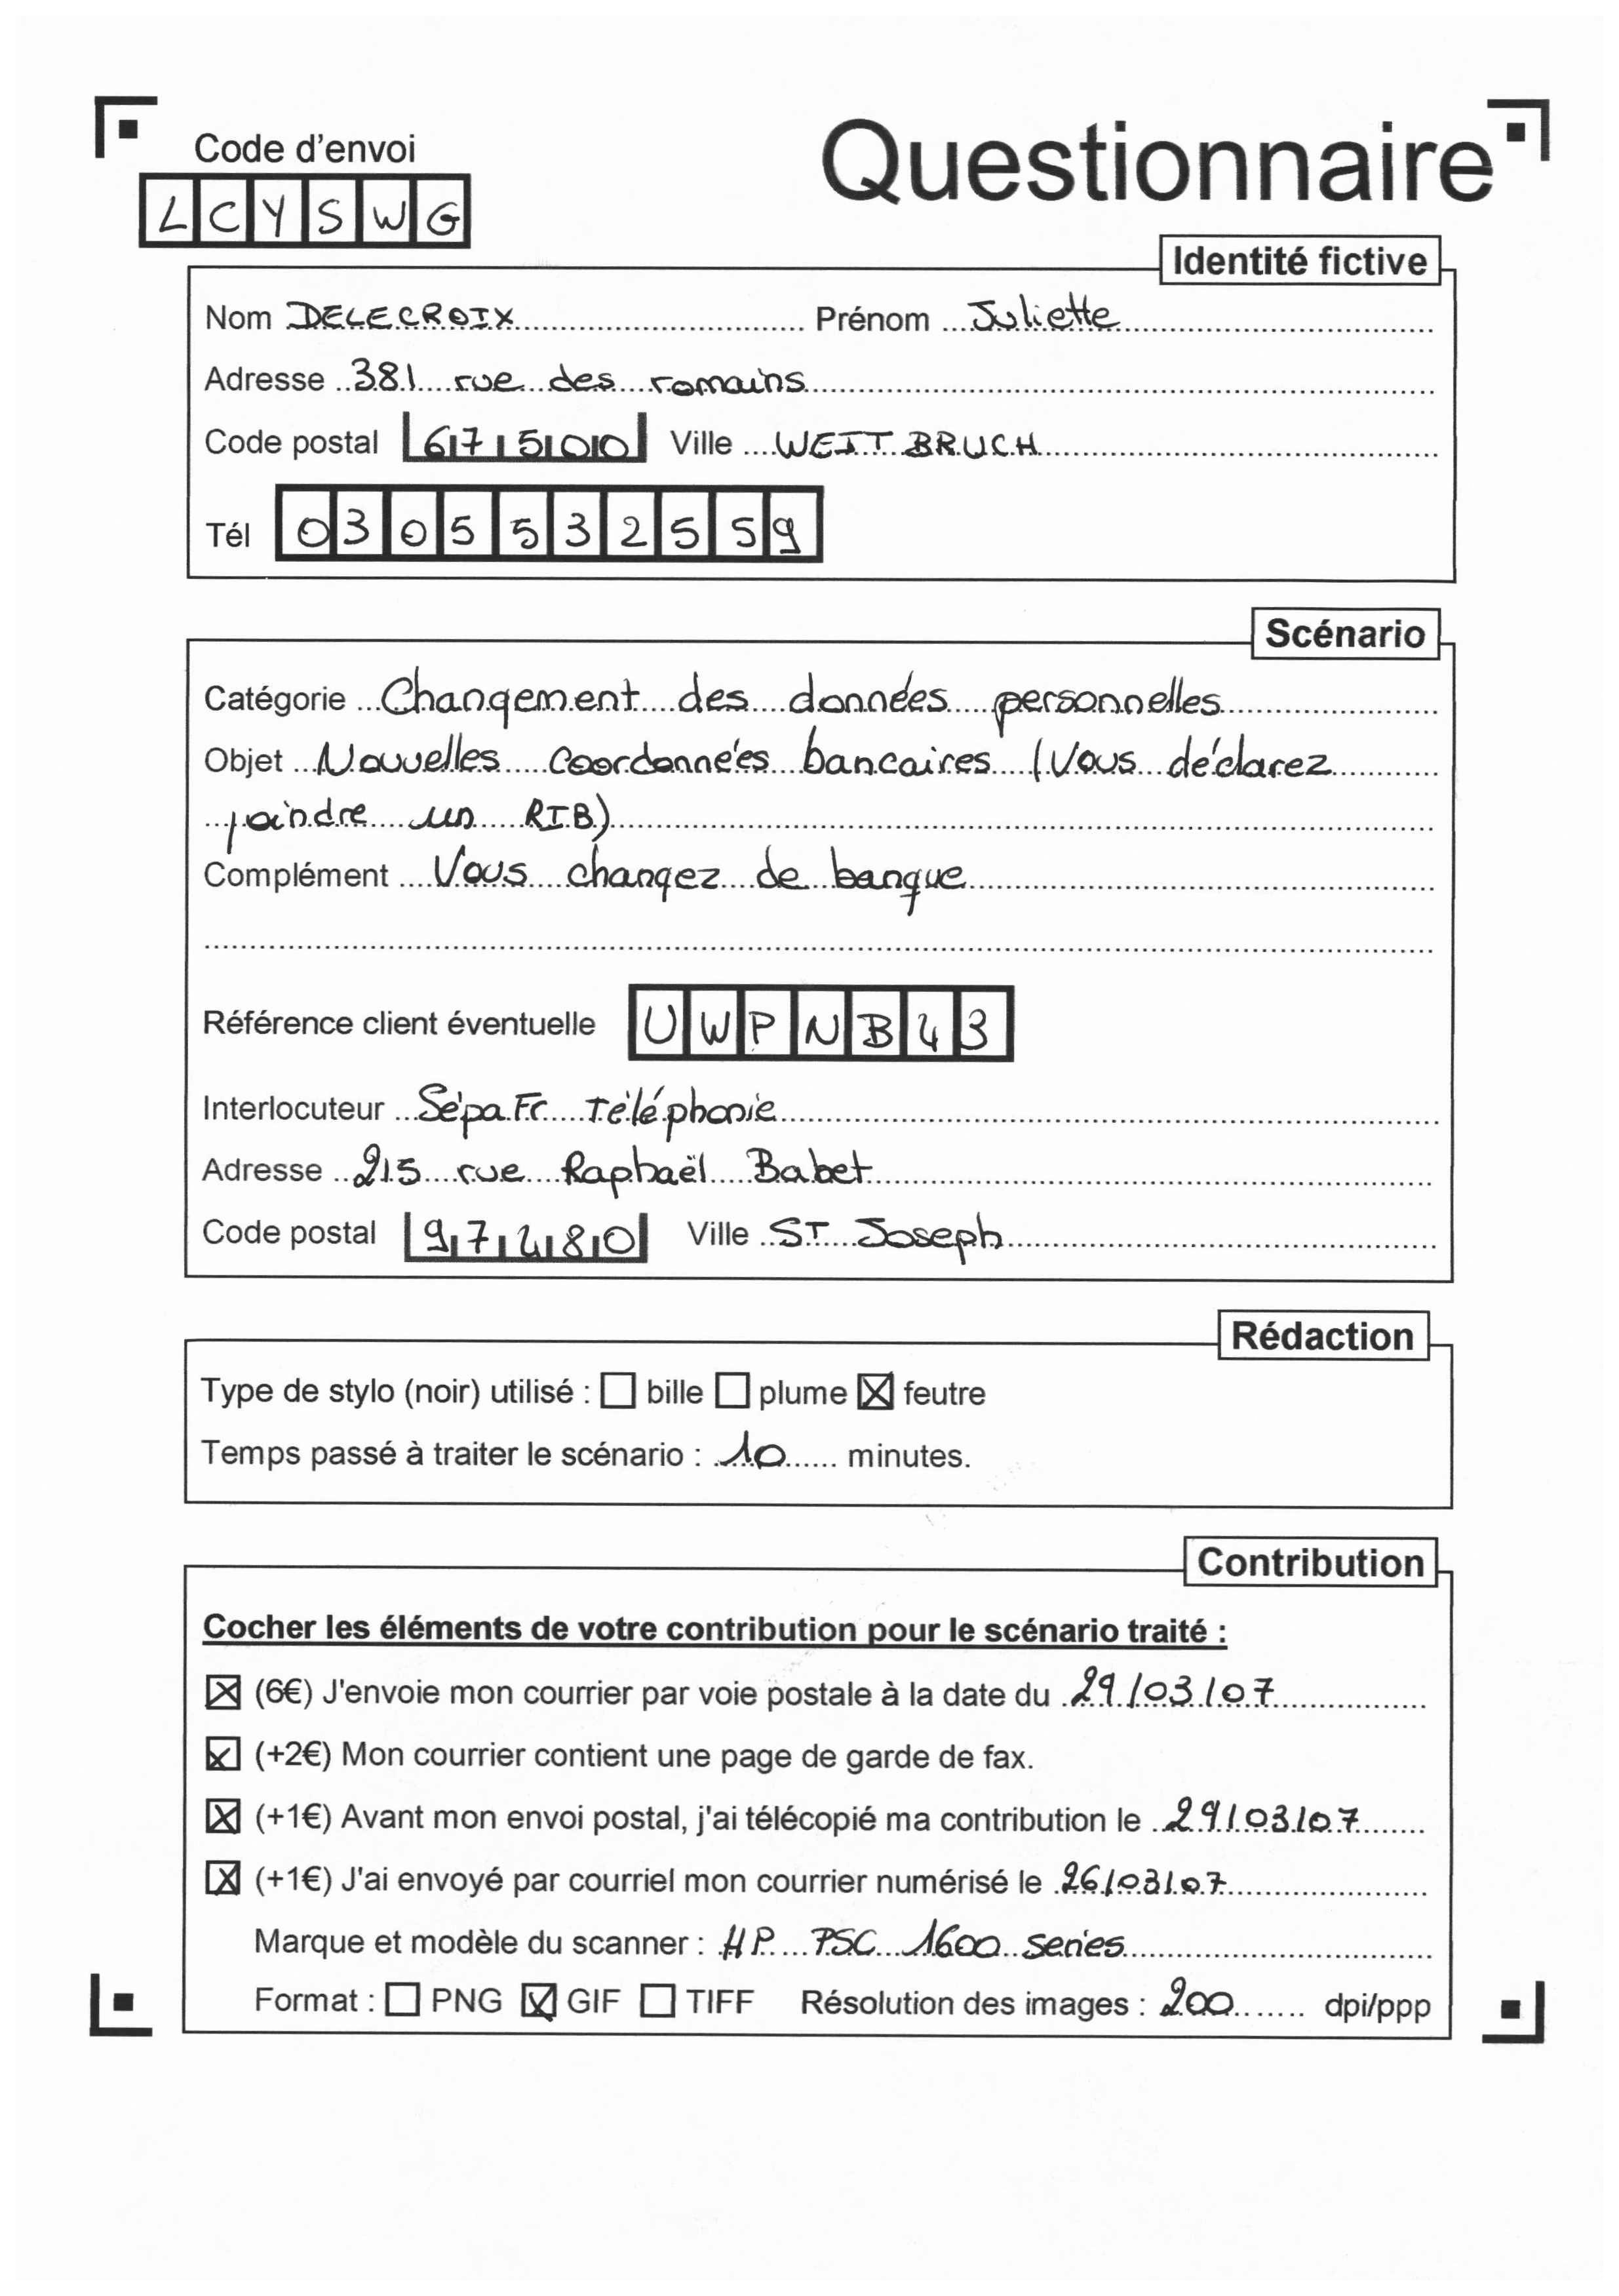 Code d'envoi
Questionnaire
LCYSWG
Identité fictive
Nom DELECROIX Prénom Juliette
Adresse 381 rue des romains
Code postal 67500 Ville WEITBRUCH
Tél 0305532559
Scénario
Catégorie Changement des données personnelles
Objet Nouvelles coordonnées bancaires (Vous déclarez
joindre un RIB)
Complément Vous changez de banque
Référence client éventuelle UWPNB43
Interlocuteur SépaFr Téléphonie
Adresse 215 rue Raphaël Babet
Code postal 97480 Ville ST Joseph
Rédaction
Type de stylo (noir) utilisé : ☐ bille ☐ plume ☒ feutre
Temps passé à traiter le scénario : 10 minutes.
Contribution
Cocher les éléments de votre contribution pour le scénario traité :
☒ (6€) J'envoie mon courrier par voie postale à la date du 29/03/07
☒ (+2€) Mon courrier contient une page de garde de fax.
☒ (+1€) Avant mon envoi postal, j'ai télécopié ma contribution le 29/03/07
☒ (+1€) J'ai envoyé par courriel mon courrier numérisé le 26/03/07
Marque et modèle du scanner : HP PSC 1600 series
Format : ☐ PNG ☒ GIF ☐ TIFF Résolution des images : 200 dpi/ppp